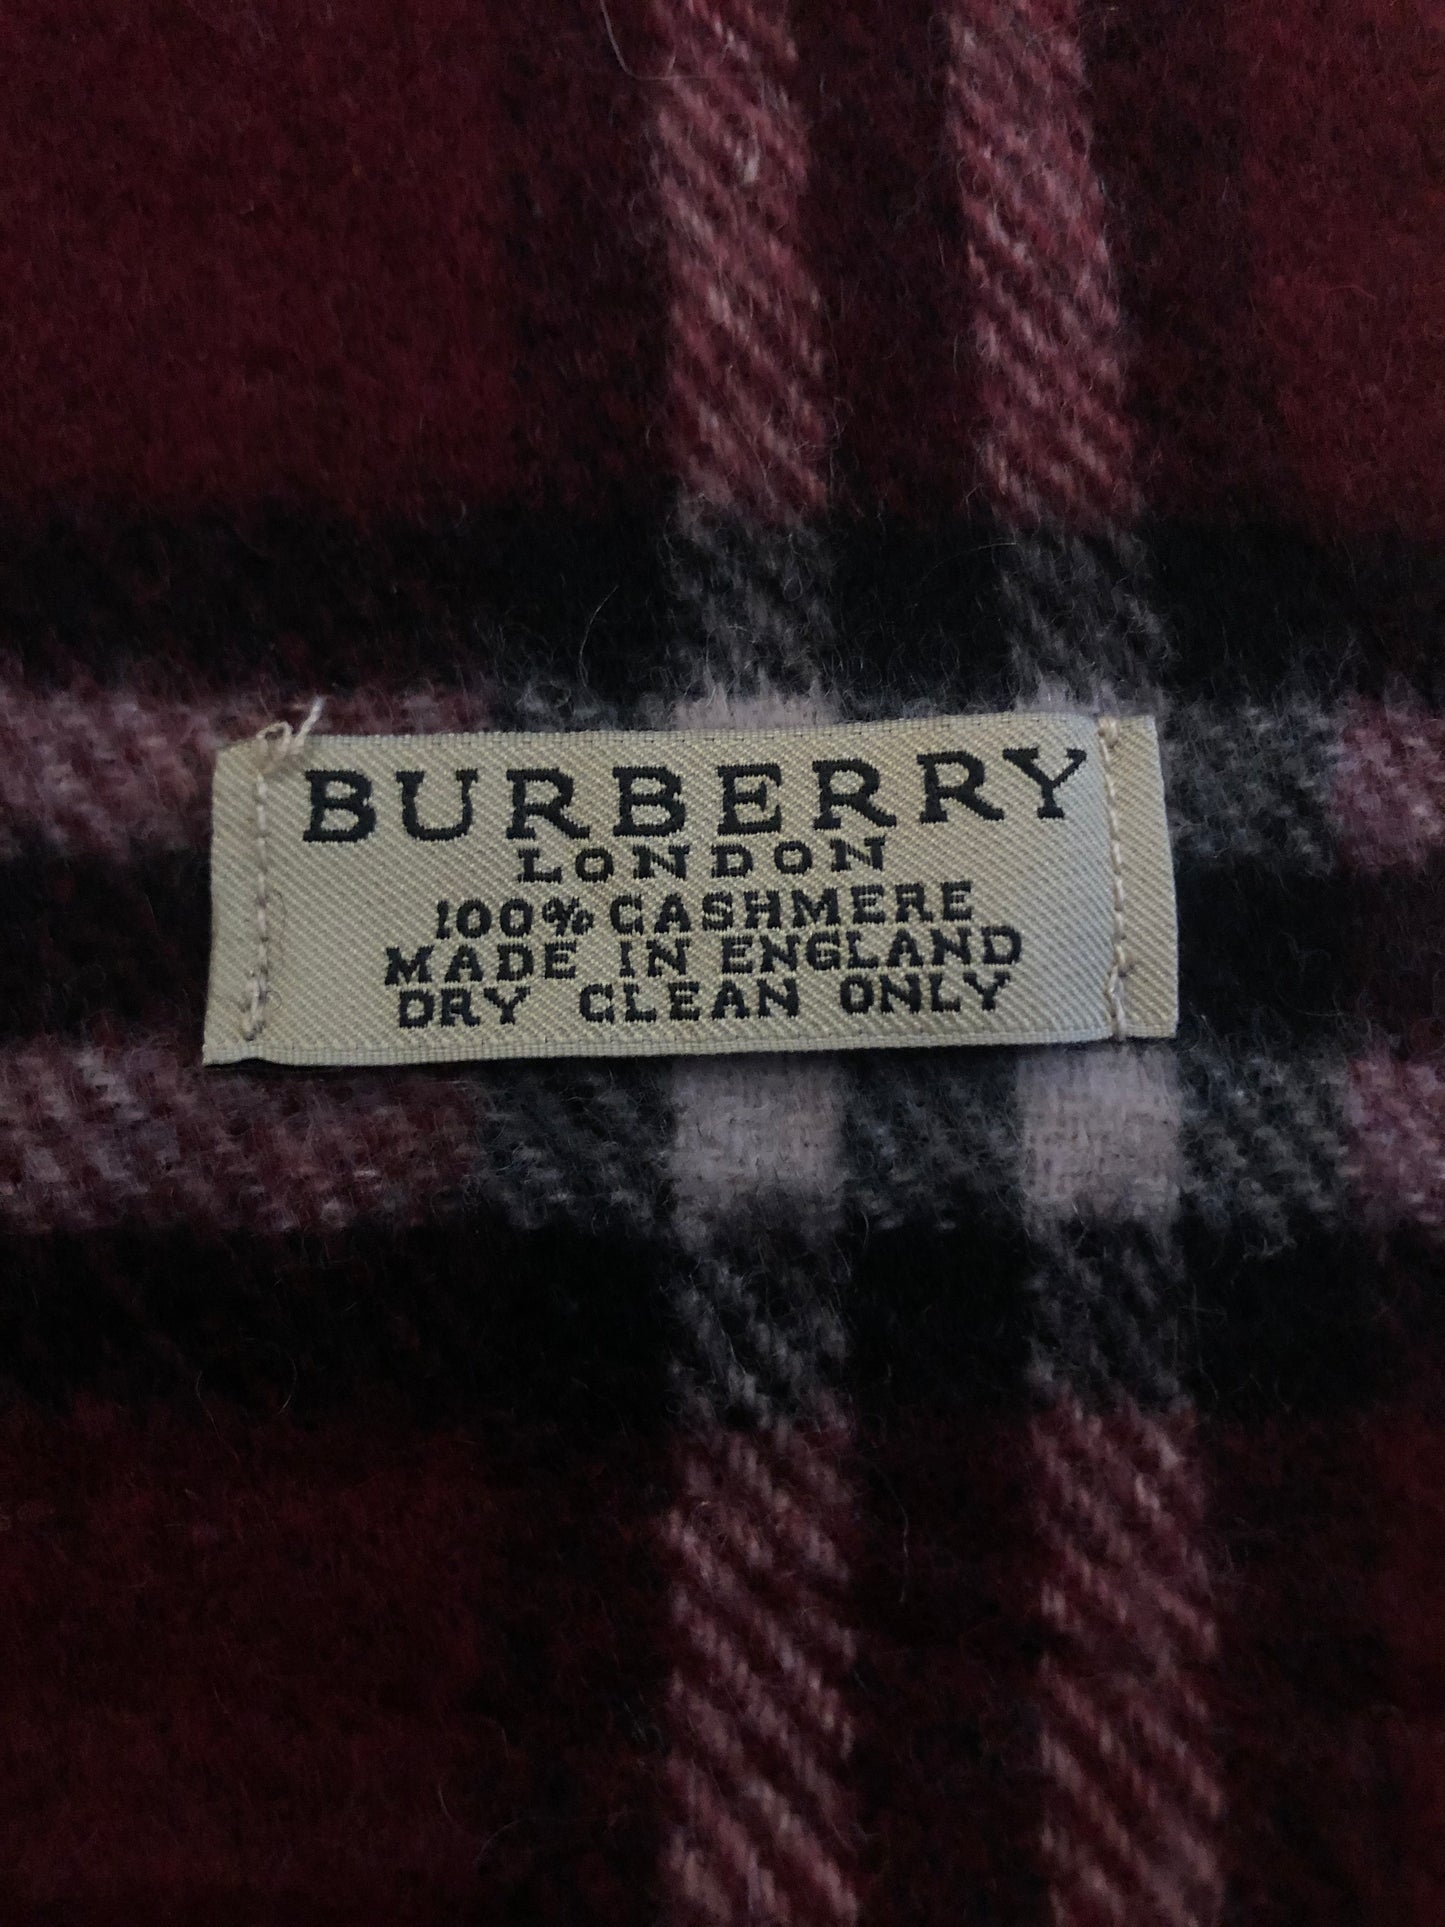 BURBERRY
LONDON
100% CASHMERE
MADE IN ENGLAND
DRY CLEAN ONLY